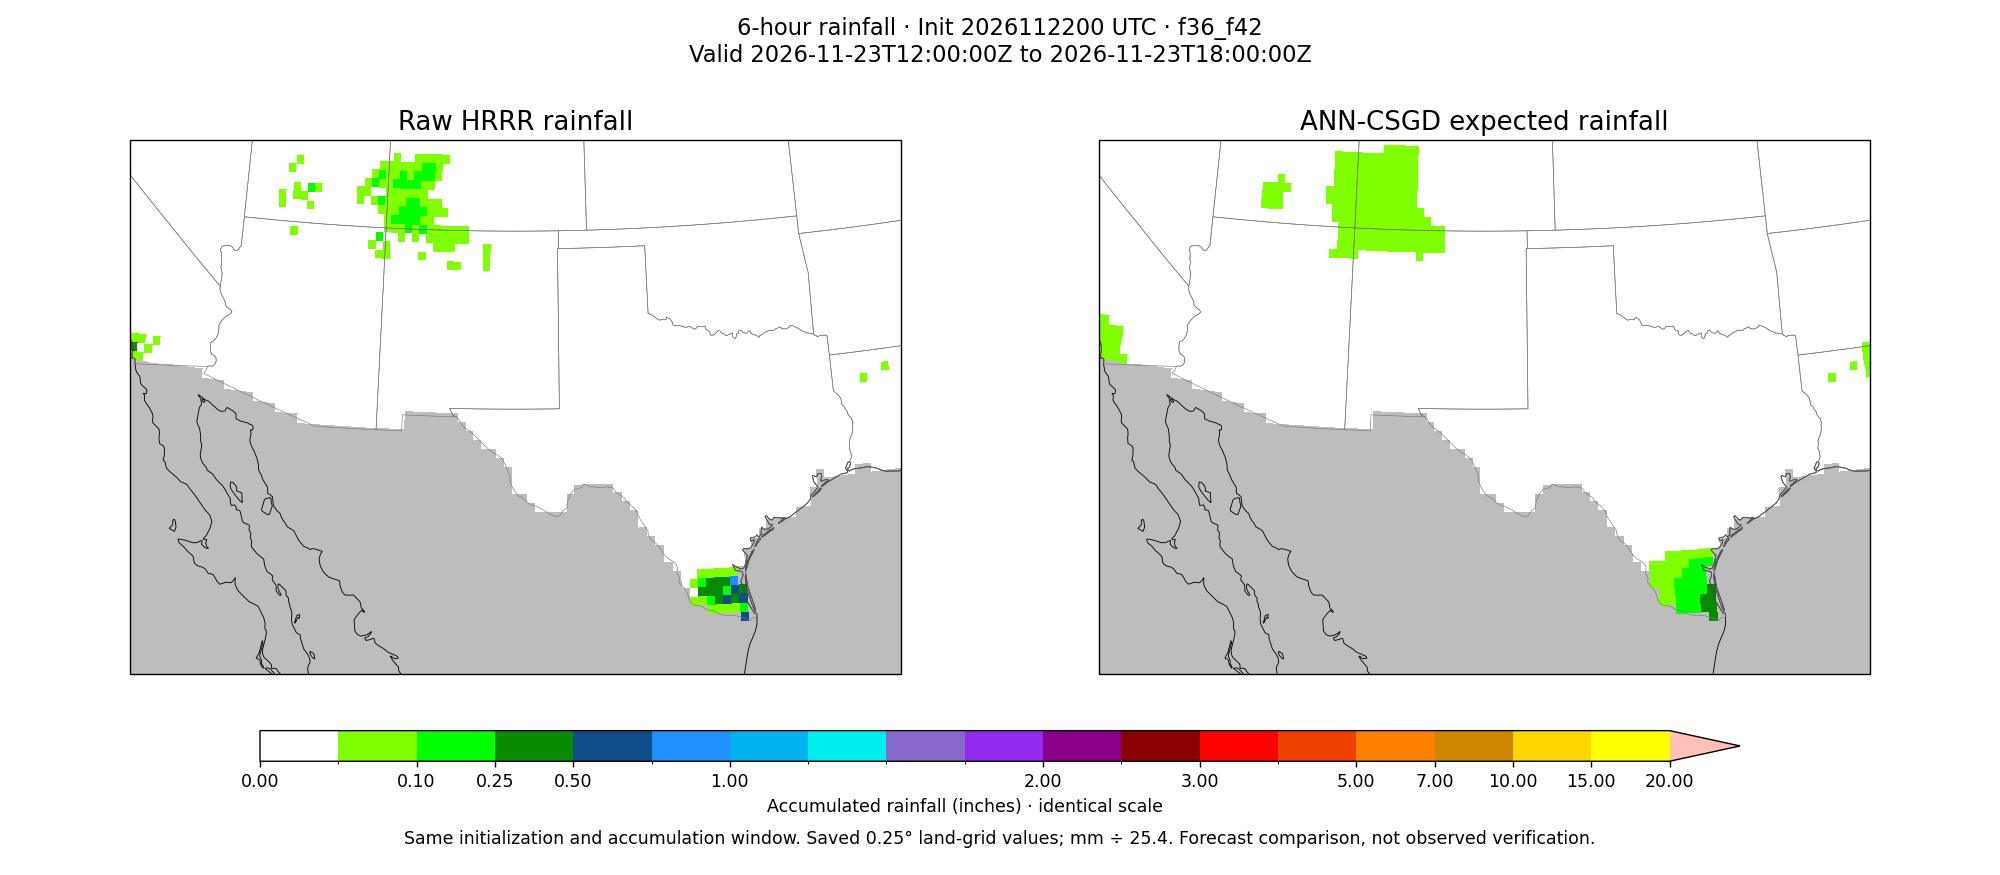 6-hour rainfall · Init 2026112200 UTC · f36_f42
Valid 2026-11-23T12:00:00Z to 2026-11-23T18:00:00Z
Raw HRRR rainfall
ANN-CSGD expected rainfall
0.00 0.10 0.25 0.50 1.00 2.00 3.00 5.00 7.00 10.00 15.00 20.00
Accumulated rainfall (inches) · identical scale
Same initialization and accumulation window. Saved 0.25° land-grid values; mm ÷ 25.4. Forecast comparison, not observed verification.